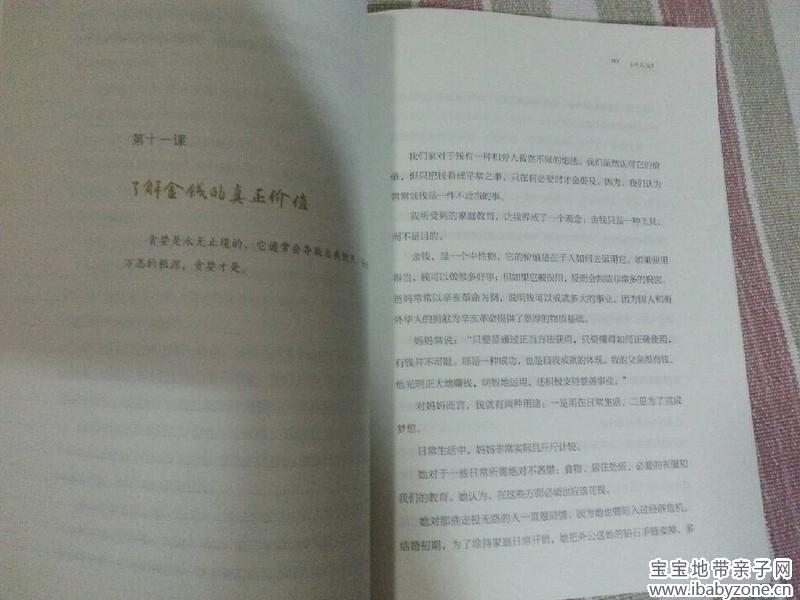 第十一课
了解金钱的真正价值
贪婪是永无止境的，它通常会导致自我毁灭。
万恶的根源，贪婪才是。
我们家对于钱有一种和旁人截然不同的想法。我们虽然认可它的价
值，但只把钱看成平常之事，只在有必要时才会提及。因为，我们认为
常常谈钱是一件不适当的事。
我所受到的家庭教育，让我养成了一个观念：金钱只是一种工具，
而不是目的。
金钱，是一个中性物，它的价值是在于人如何去运用它。如果使用
得当，钱可以做很多好事；但如果它被误用，反而会制造非常多的祸害。
爸妈常常以辛亥革命为例，说明钱可以成就多大的事业。因为国人和海
外华人的捐献为辛亥革命提供了感厚的物质基础。
妈妈常说：“只要是通过正当方法获得，只要懂得如何正确使用，
有钱并不可耻。那是一种成功，也是自我成就的体现。我的父亲很有钱，
他光明正大地赚钱，明智地运用，还积极支持慈善事业。”
对妈妈而言，钱就有两种用途：一是用在日常生活，二是为了完成
梦想。
日常生活中，妈妈非常实际且斤斤计较。
她对于一些日常所需绝对不吝惜：食物、居住处所、必要的衣服和
我们的教育。她认为，在这些方面必须也应该花钱。
她对那些走投无路的人一直很同情，因为她也曾陷入过经济危机，
结婚初期，为了维持家庭日常开销，她把外公送她的钻石手链卖掉，多
宝宝地带亲子网
www.ibabyzone.cn